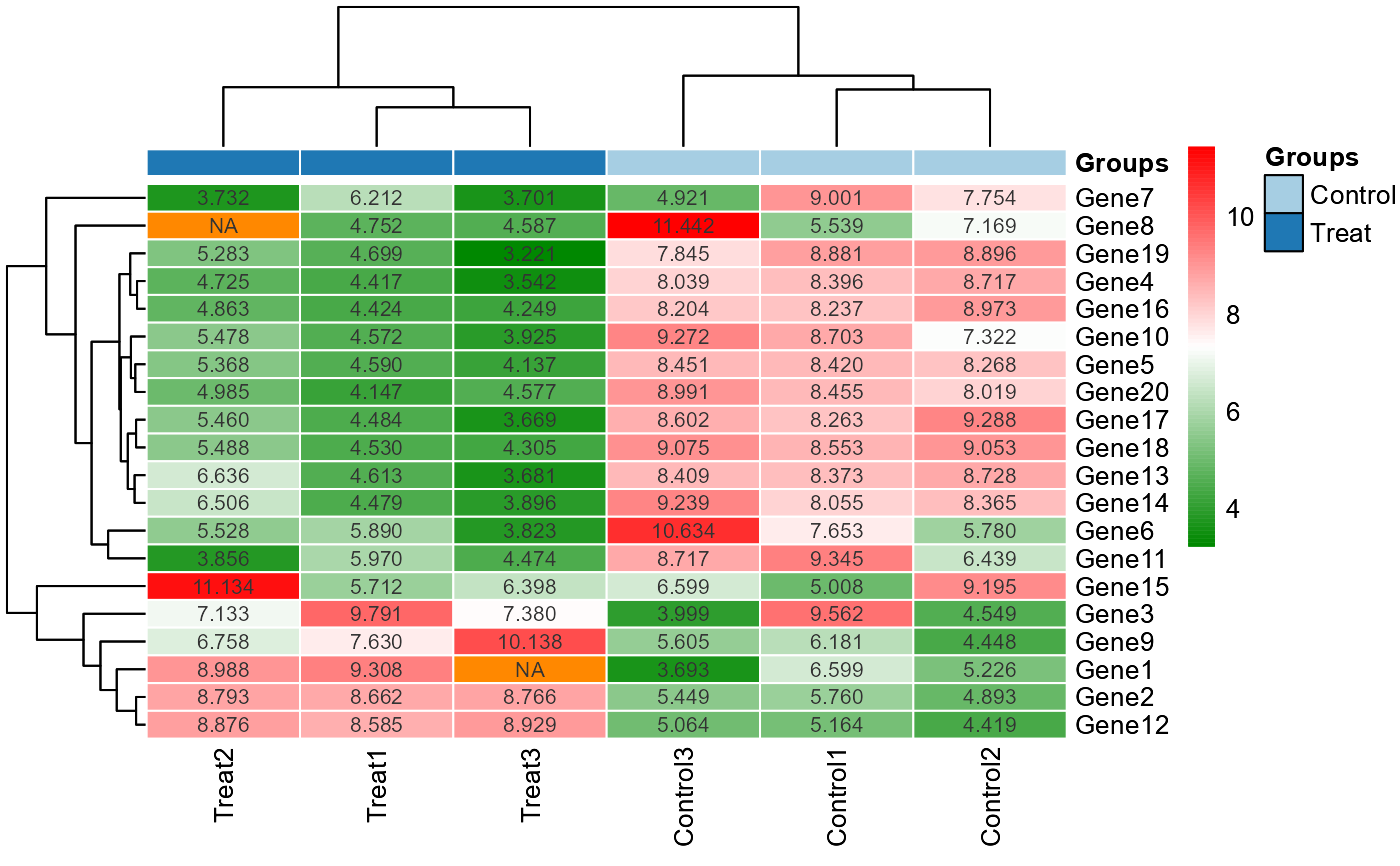 Groups
Groups
Control
Treat
10
8
6
4
3.732 6.212 3.701 4.921 9.001 7.754 Gene7
NA 4.752 4.587 11.442 5.539 7.169 Gene8
5.283 4.699 3.221 7.845 8.881 8.896 Gene19
4.725 4.417 3.542 8.039 8.396 8.717 Gene4
4.863 4.424 4.249 8.204 8.237 8.973 Gene16
5.478 4.572 3.925 9.272 8.703 7.322 Gene10
5.368 4.590 4.137 8.451 8.420 8.268 Gene5
4.985 4.147 4.577 8.991 8.455 8.019 Gene20
5.460 4.484 3.669 8.602 8.263 9.288 Gene17
5.488 4.530 4.305 9.075 8.553 9.053 Gene18
6.636 4.613 3.681 8.409 8.373 8.728 Gene13
6.506 4.479 3.896 9.239 8.055 8.365 Gene14
5.528 5.890 3.823 10.634 7.653 5.780 Gene6
3.856 5.970 4.474 8.717 9.345 6.439 Gene11
11.134 5.712 6.398 6.599 5.008 9.195 Gene15
7.133 9.791 7.380 3.999 9.562 4.549 Gene3
6.758 7.630 10.138 5.605 6.181 4.448 Gene9
8.988 9.308 NA 3.693 6.599 5.226 Gene1
8.793 8.662 8.766 5.449 5.760 4.893 Gene2
8.876 8.585 8.929 5.064 5.164 4.419 Gene12
Treat2 Treat1 Treat3 Control3 Control1 Control2